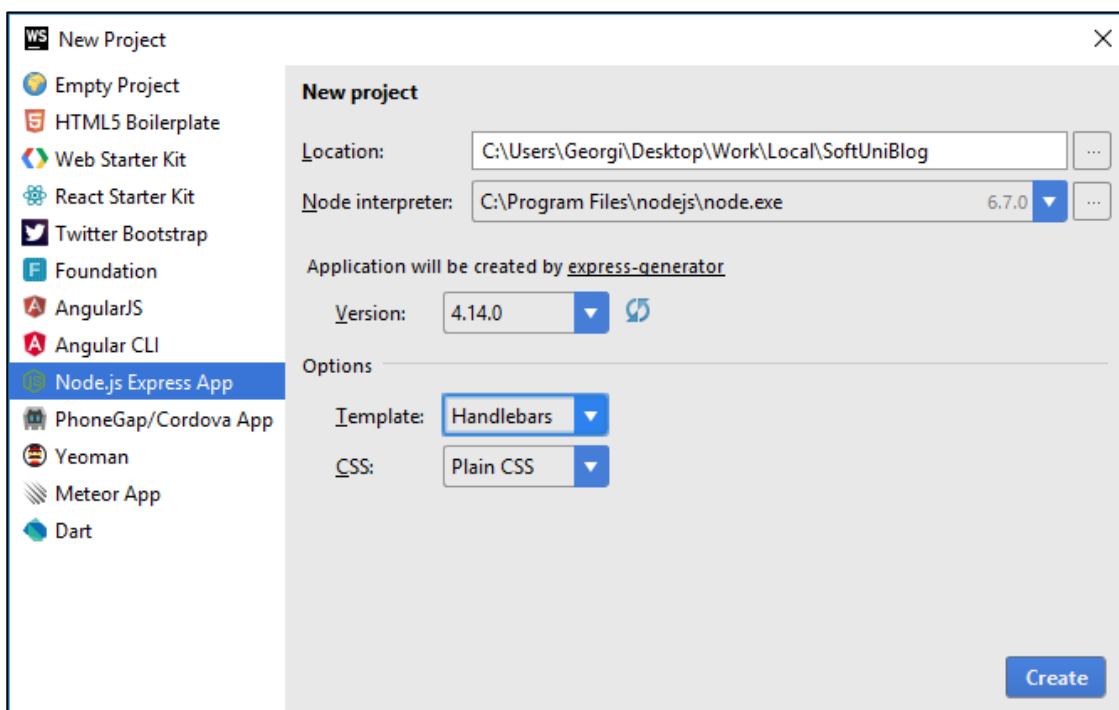 WS New Project
Empty Project
HTML5 Boilerplate
Web Starter Kit
React Starter Kit
Twitter Bootstrap
Foundation
AngularJS
Angular CLI
Node.js Express App
PhoneGap/Cordova App
Yeoman
Meteor App
Dart
New project
Location: C:\Users\Georgi\Desktop\Work\Local\SoftUniBlog ...
Node interpreter: C:\Program Files\nodejs\node.exe 6.7.0 ...
Application will be created by express-generator
Version: 4.14.0
Options
Template: Handlebars
CSS: Plain CSS
Create